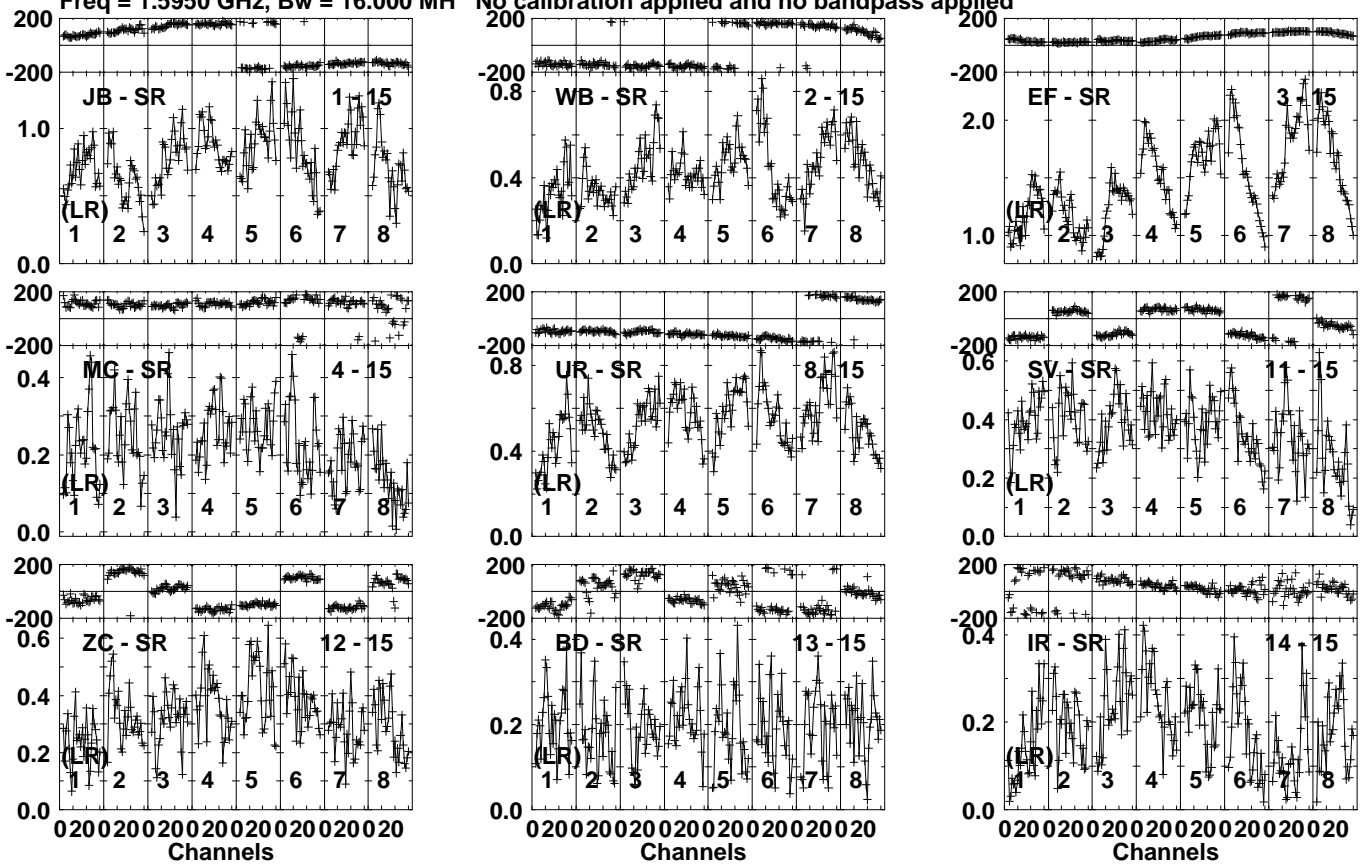 Freq = 1.5950 GHz, Bw = 16.000 MH No calibration applied and no bandpass applied
200
-200
JB - SR 1 - 15
1.0
(LR)
1 2 3 4 5 6 7 8
0.0
200
-200
WB - SR 2 - 15
0.8
0.4
(LR)
1 2 3 4 5 6 7 8
0.0
200
-200
EF - SR 3 - 15
2.0
(LR)
1.0
1 2 3 4 5 6 7 8
200
-200
MC - SR 4 - 15
0.4
0.2
(LR)
1 2 3 4 5 6 7 8
0.0
200
-200
UR - SR 8 - 15
0.8
0.4
(LR)
1 2 3 4 5 6 7 8
0.0
200
-200
SV - SR 11 - 15
0.6
0.4
0.2
(LR)
1 2 3 4 5 6 7 8
0.0
200
-200
ZC - SR 12 - 15
0.6
0.4
0.2
(LR)
1 2 3 4 5 6 7 8
0.0
0 20 0 20 0 20 0 20 0 20 0 20 0 20 0 20
Channels
200
-200
BD - SR 13 - 15
0.4
0.2
(LR)
1 2 3 4 5 6 7 8
0.0
0 20 0 20 0 20 0 20 0 20 0 20 0 20 0 20
Channels
200
-200
IR - SR 14 - 15
0.4
0.2
(LR)
1 2 3 4 5 6 7 8
0.0
0 20 0 20 0 20 0 20 0 20 0 20 0 20 0 20
Channels